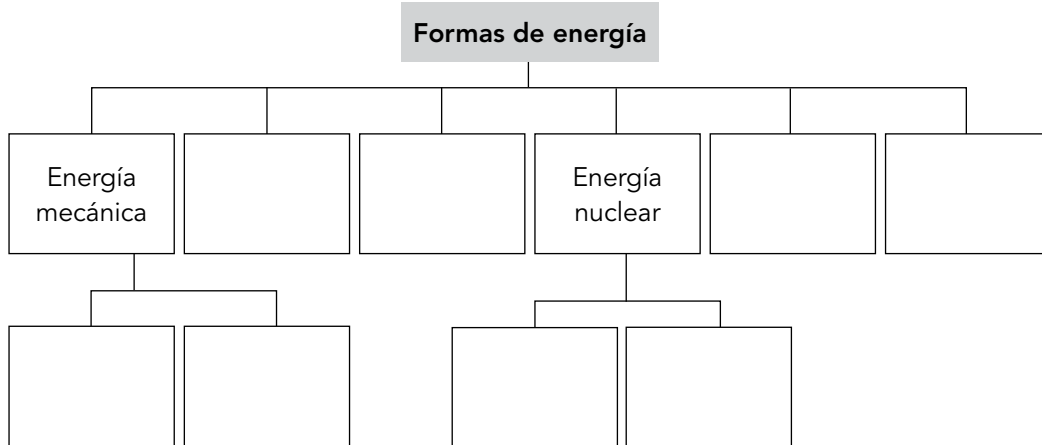 Formas de energía
Energía
mecánica
Energía
nuclear